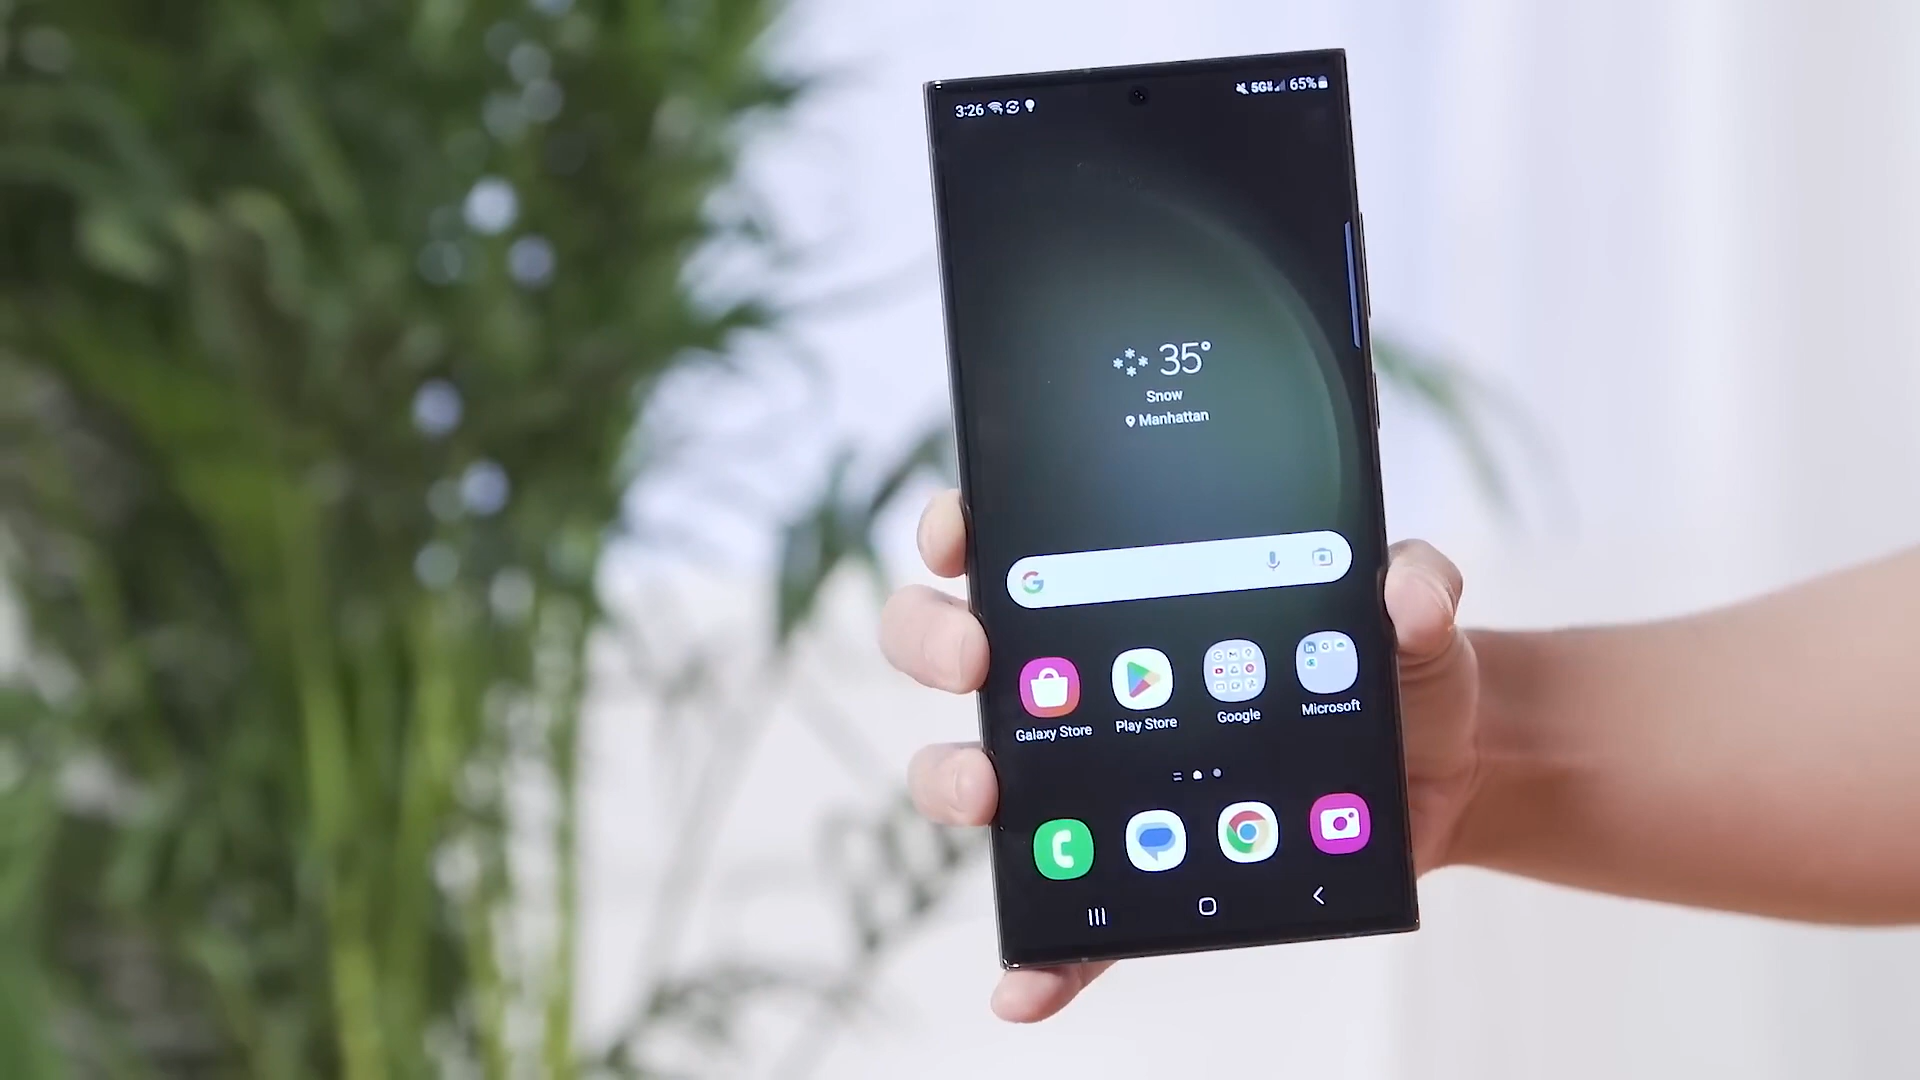 3:26
5G 65%
35°
Snow
Manhattan
Galaxy Store
Play Store
Google
Microsoft